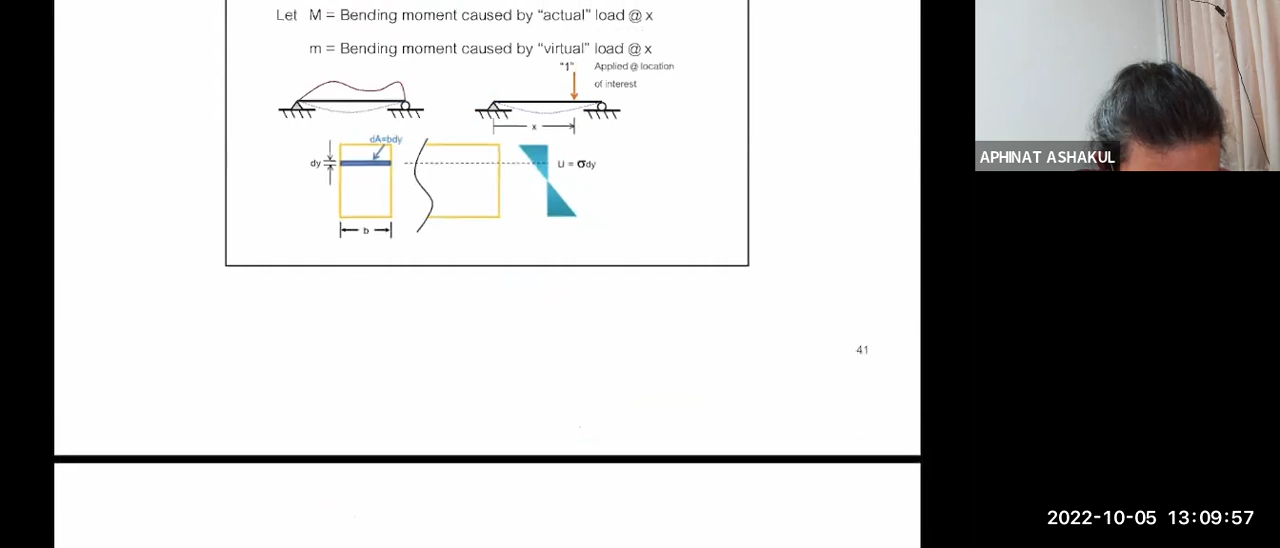 Let M = Bending moment caused by “actual” load @ x
m = Bending moment caused by “virtual” load @ x
"1" Applied @ location
of interest
x
dA=bdy
dy
U = σdy
b
41
APHINAT ASHAKUL
2022-10-05 13:09:57